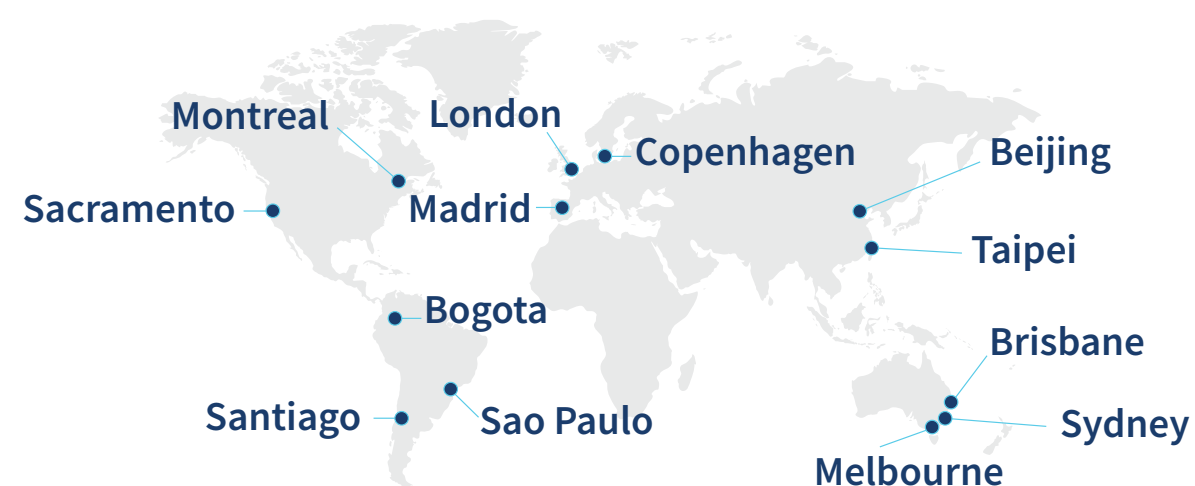 Montreal
London
Copenhagen
Beijing
Sacramento
Madrid
Taipei
Bogota
Brisbane
Santiago
Sao Paulo
Sydney
Melbourne